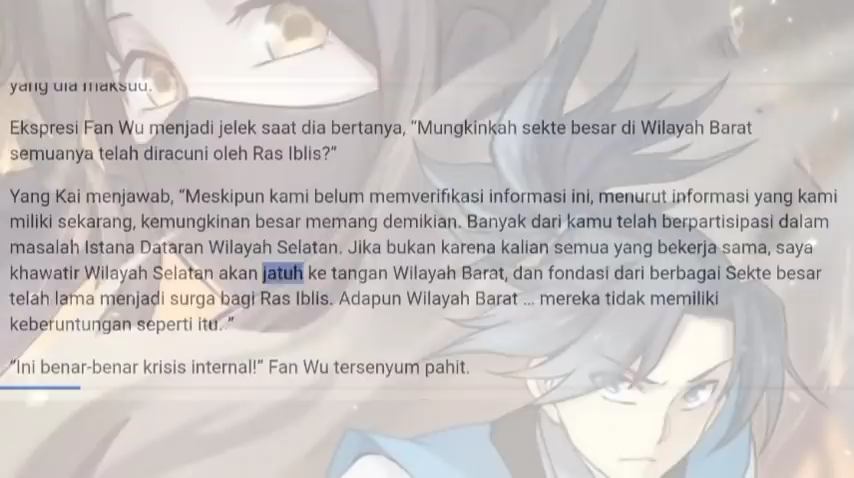 yang dia maksud.
Ekspresi Fan Wu menjadi jelek saat dia bertanya, “Mungkinkah sekte besar di Wilayah Barat
semuanya telah diracuni oleh Ras Iblis?”
Yang Kai menjawab, “Meskipun kami belum memverifikasi informasi ini, menurut informasi yang kami
miliki sekarang, kemungkinan besar memang demikian. Banyak dari kamu telah berpartisipasi dalam
masalah Istana Dataran Wilayah Selatan. Jika bukan karena kalian semua yang bekerja sama, saya
khawatir Wilayah Selatan akan jatuh ke tangan Wilayah Barat, dan fondasi dari berbagai Sekte besar
telah lama menjadi surga bagi Ras Iblis. Adapun Wilayah Barat ... mereka tidak memiliki
keberuntungan seperti itu. ”
“Ini benar-benar krisis internal!” Fan Wu tersenyum pahit.